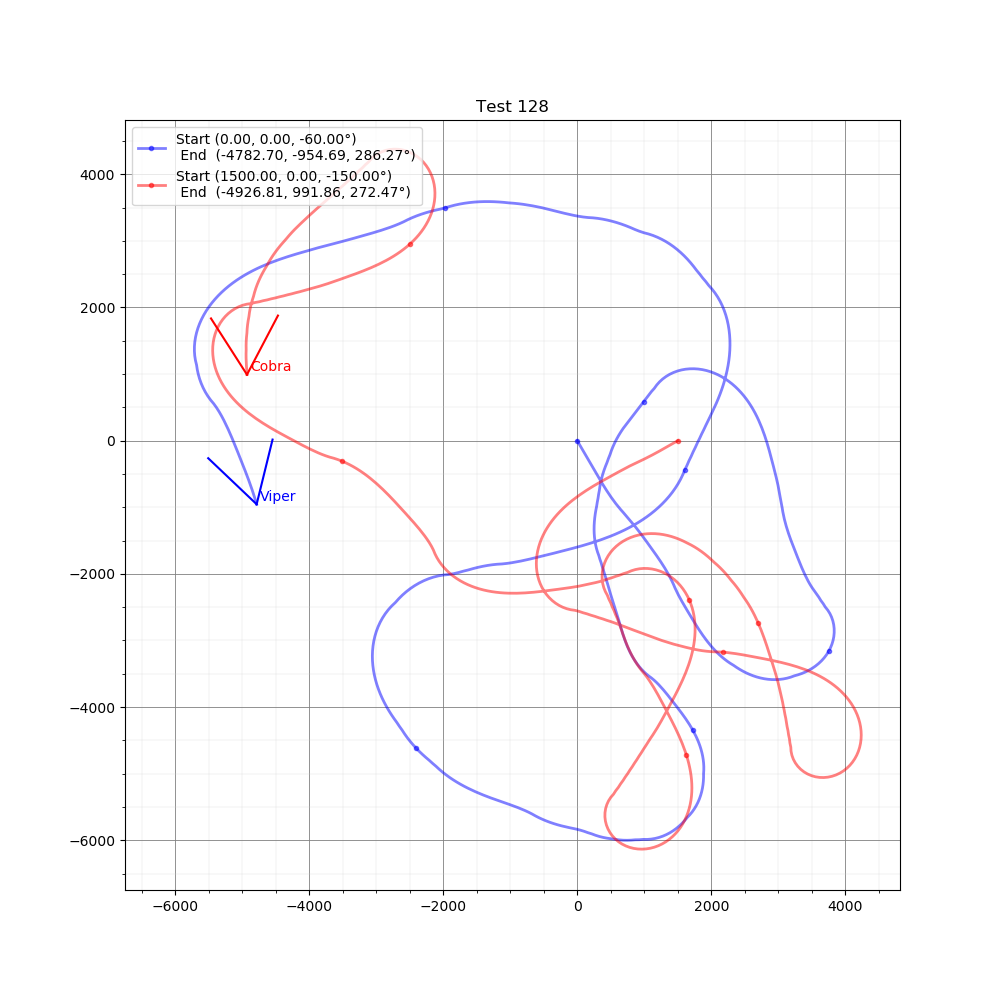 Test 128
Start (0.00, 0.00, -60.00°)
End (-4782.70, -954.69, 286.27°)
Start (1500.00, 0.00, -150.00°)
End (-4926.81, 991.86, 272.47°)
4000
2000
0
−2000
−4000
−6000
Cobra
Viper
−6000 −4000 −2000 0 2000 4000